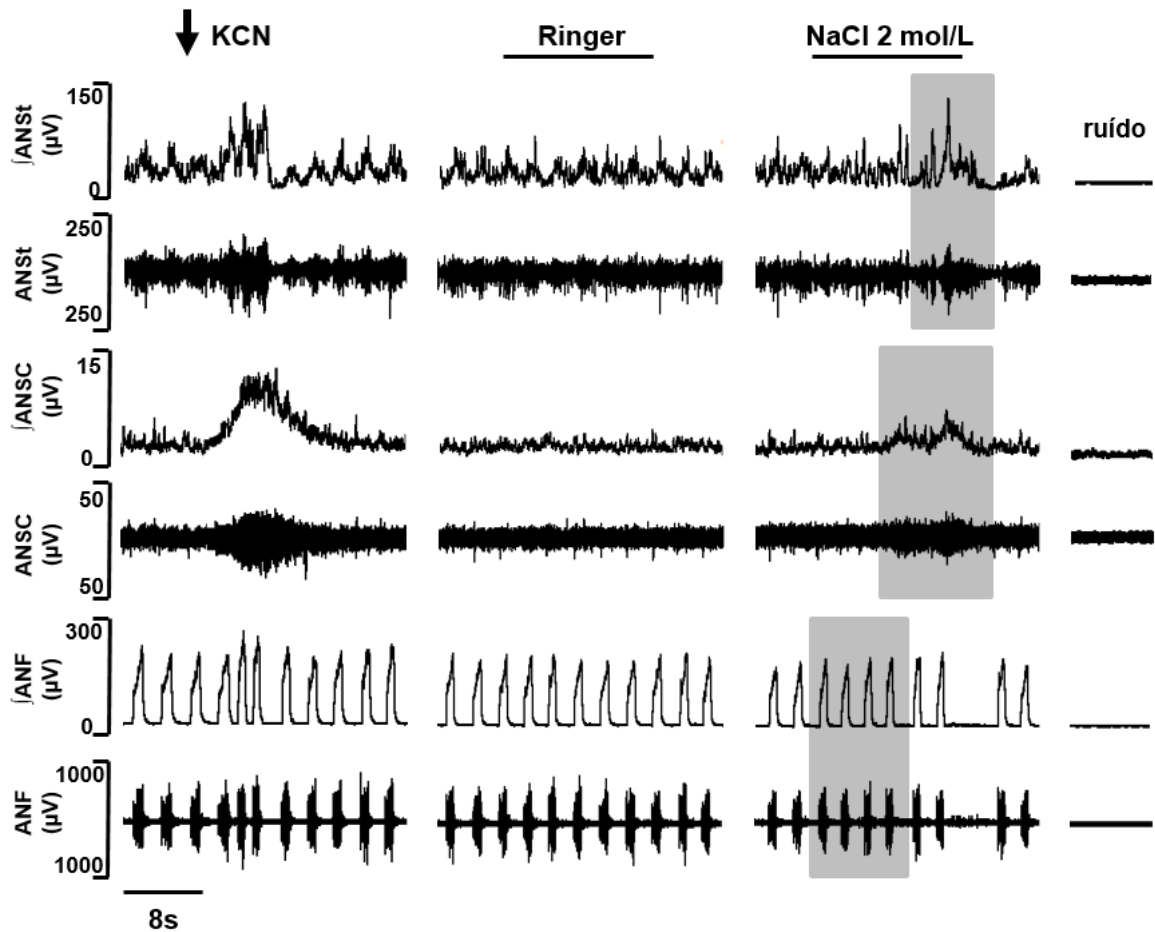 KCN
Ringer
NaCl 2 mol/L
∫ANSt
(µV)
150
0
ruído
ANSt
(µV)
250
250
∫ANSC
(µV)
15
0
ANSC
(µV)
50
50
∫ANF
(µV)
300
0
ANF
(µV)
1000
1000
8s